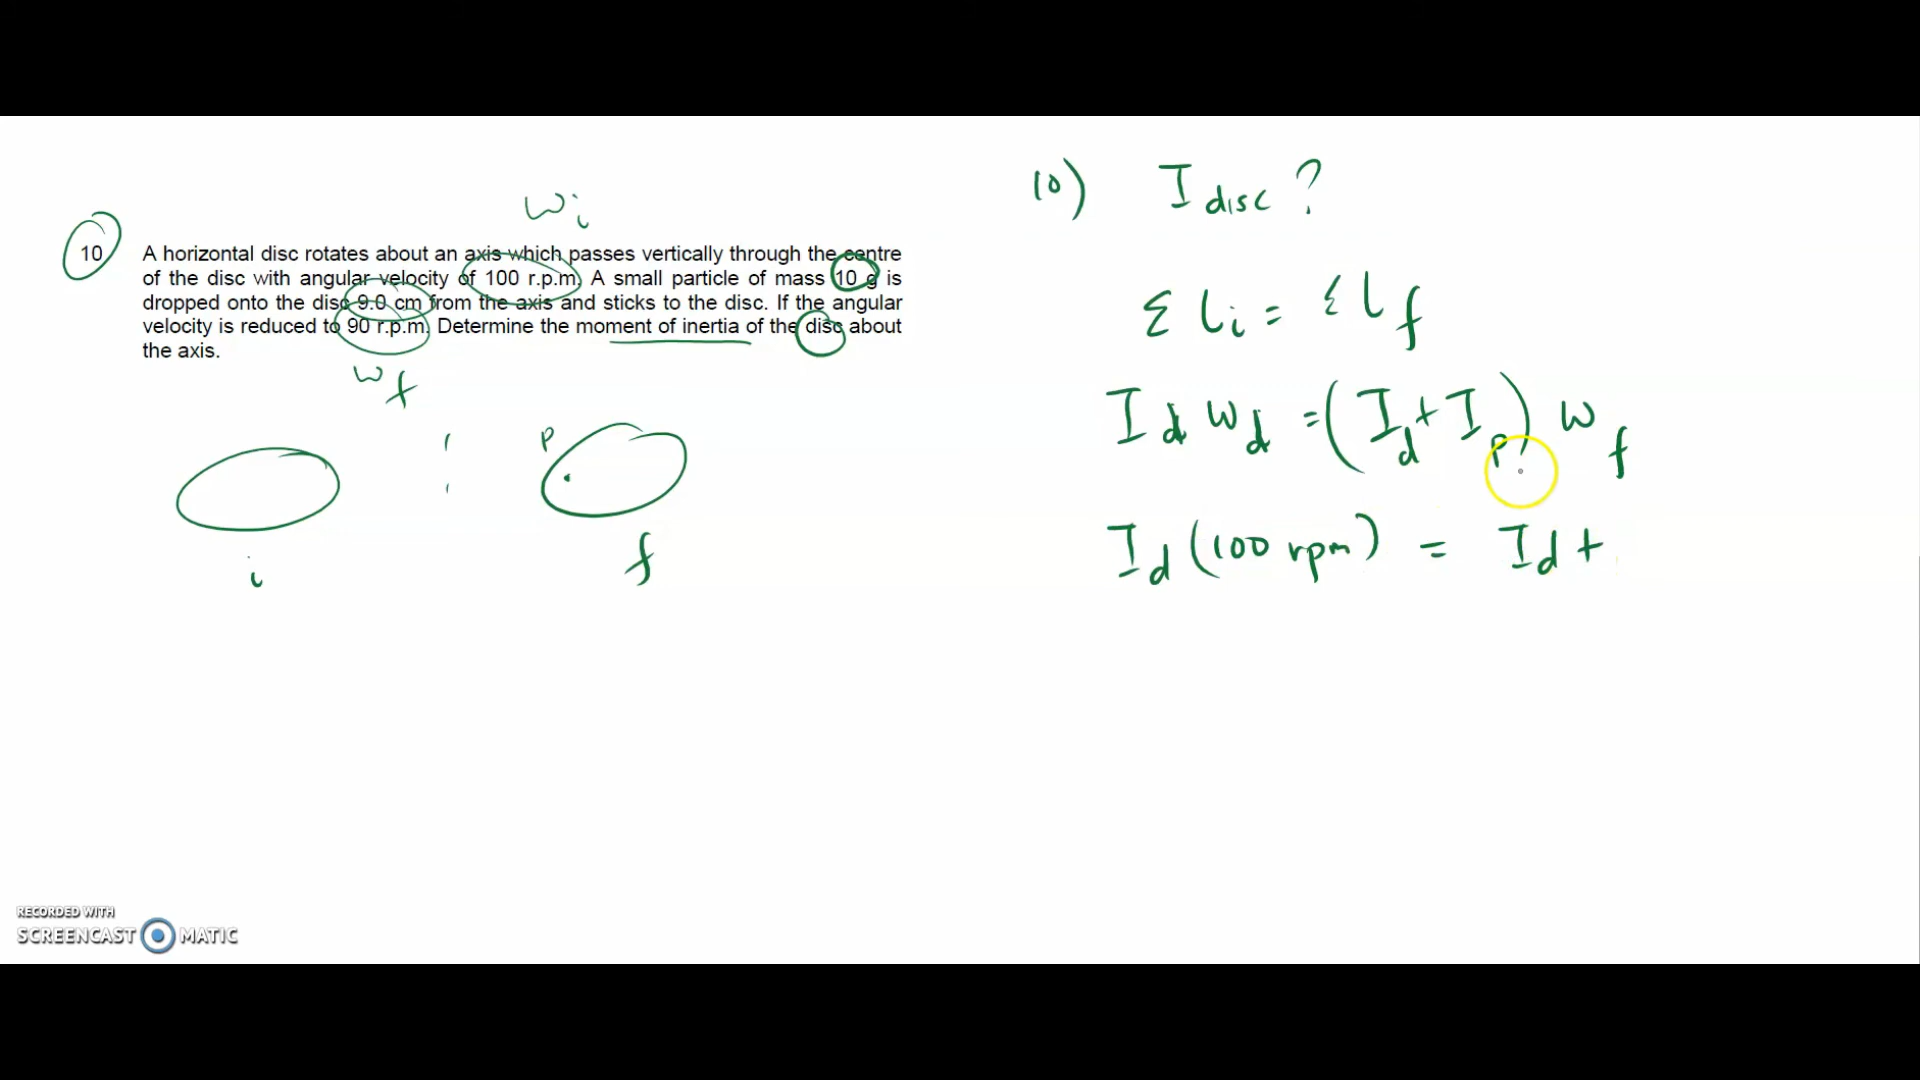 ωi
10 A horizontal disc rotates about an axis which passes vertically through the centre
of the disc with angular velocity of 100 r.p.m. A small particle of mass 10 g is
dropped onto the disc 9.0 cm from the axis and sticks to the disc. If the angular
velocity is reduced to 90 r.p.m. Determine the moment of inertia of the disc about
the axis.
ωf
P
i
f
10) I disc ?
Σ Li = Σ Lf
Id ωd = (Id + Ip) ωf
Id (100 rpm) = Id +
RECORDED WITH
SCREENCAST MATIC